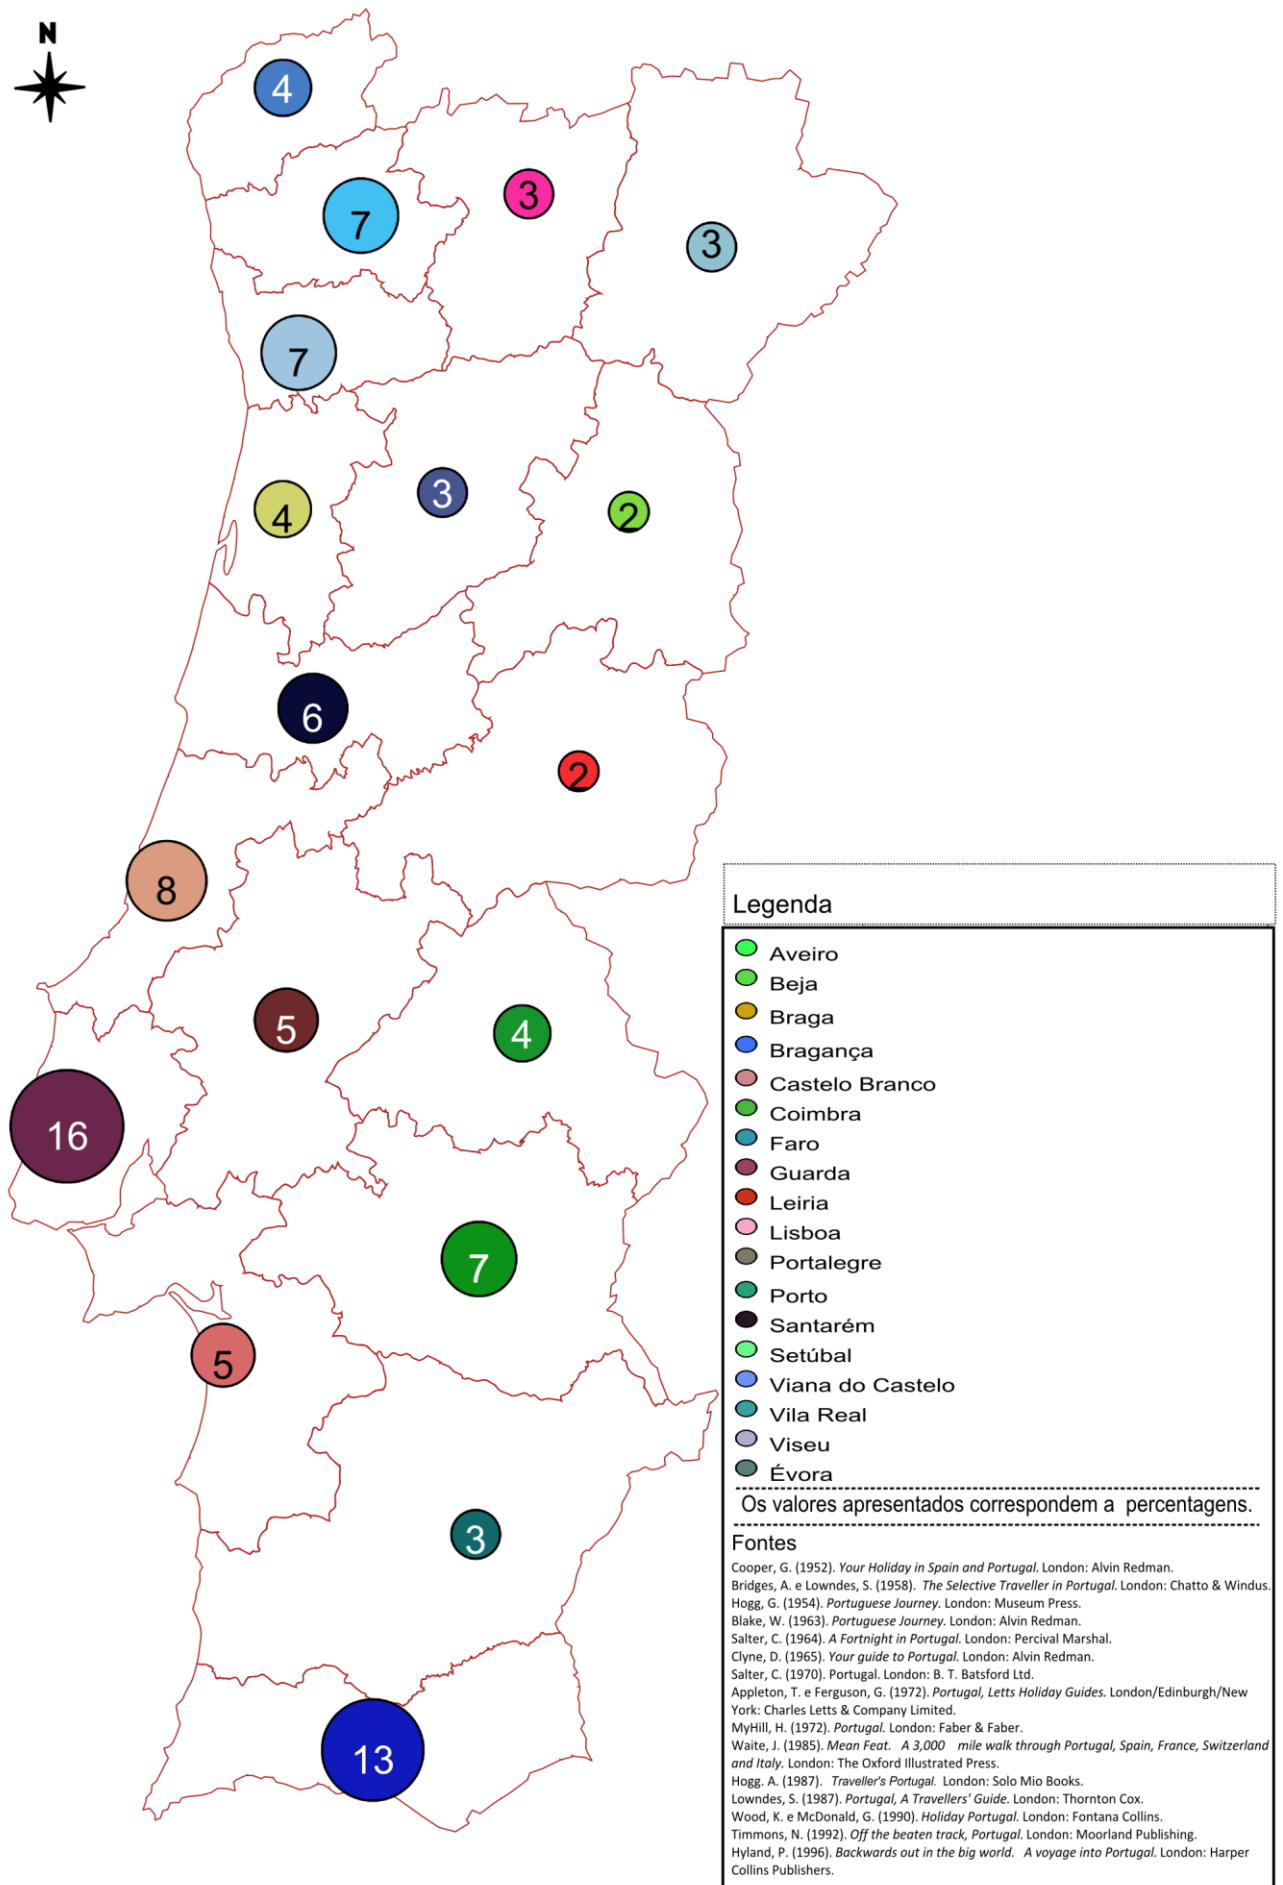 N
4
7
3
3
7
4
3
2
6
2
8
5
4
16
7
5
3
13
Legenda
Aveiro
Beja
Braga
Bragança
Castelo Branco
Coimbra
Faro
Guarda
Leiria
Lisboa
Portalegre
Porto
Santarém
Setúbal
Viana do Castelo
Vila Real
Viseu
Évora
Os valores apresentados correspondem a percentagens.
Fontes
Cooper, G. (1952). Your Holiday in Spain and Portugal. London: Alvin Redman.
Bridges, A. e Lowndes, S. (1958). The Selective Traveller in Portugal. London: Chatto & Windus.
Hogg, G. (1954). Portuguese Journey. London: Museum Press.
Blake, W. (1963). Portuguese Journey. London: Alvin Redman.
Salter, C. (1964). A Fortnight in Portugal. London: Percival Marshal.
Clyne, D. (1965). Your guide to Portugal. London: Alvin Redman.
Salter, C. (1970). Portugal. London: B. T. Batsford Ltd.
Appleton, T. e Ferguson, G. (1972). Portugal, Letts Holiday Guides. London/Edinburgh/New
York: Charles Letts & Company Limited.
MyHill, H. (1972). Portugal. London: Faber & Faber.
Waite, J. (1985). Mean Feat. A 3,000 mile walk through Portugal, Spain, France, Switzerland
and Italy. London: The Oxford Illustrated Press.
Hogg. A. (1987). Traveller's Portugal. London: Solo Mio Books.
Lowndes, S. (1987). Portugal, A Travellers' Guide. London: Thornton Cox.
Wood, K. e McDonald, G. (1990). Holiday Portugal. London: Fontana Collins.
Timmons, N. (1992). Off the beaten track, Portugal. London: Moorland Publishing.
Hyland, P. (1996). Backwards out in the big world. A voyage into Portugal. London: Harper
Collins Publishers.